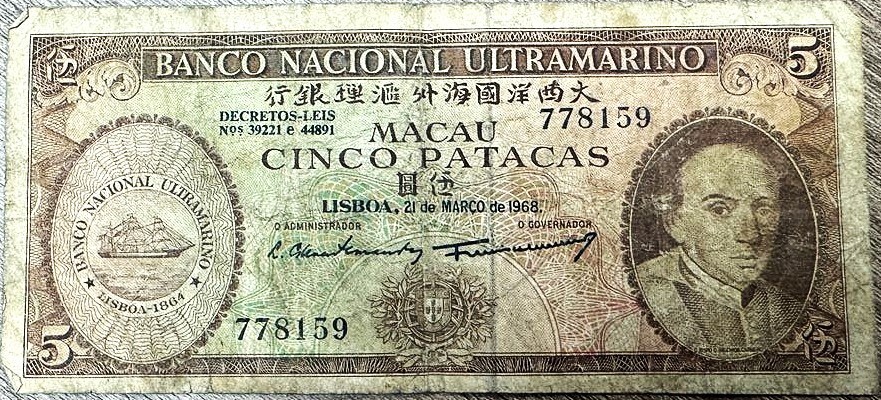 伍
BANCO NACIONAL ULTRAMARINO
5
大西洋國海外滙理銀行
DECRETOS-LEIS
Nos 39221 e 44891
778159
MACAU
CINCO PATACAS
伍圓
LISBOA, 21 de MARÇO de 1968.
O ADMINISTRADOR
O GOVERNADOR
BANCO NACIONAL ULTRAMARINO
★ LISBOA-1864 ★
778159
5
伍